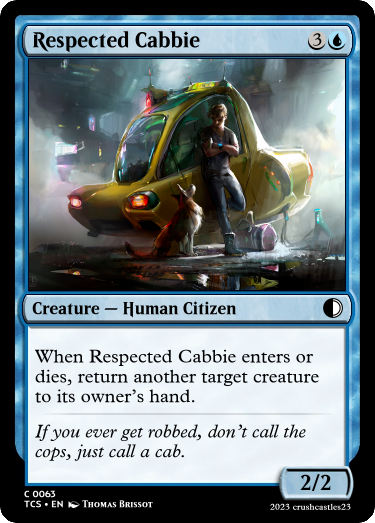 Respected Cabbie 3
Creature — Human Citizen
When Respected Cabbie enters or
dies, return another target creature
to its owner's hand.
If you ever get robbed, don't call the
cops, just call a cab.
2/2
C 0063
TCS • EN Thomas Brissot
2023 crushcastles23